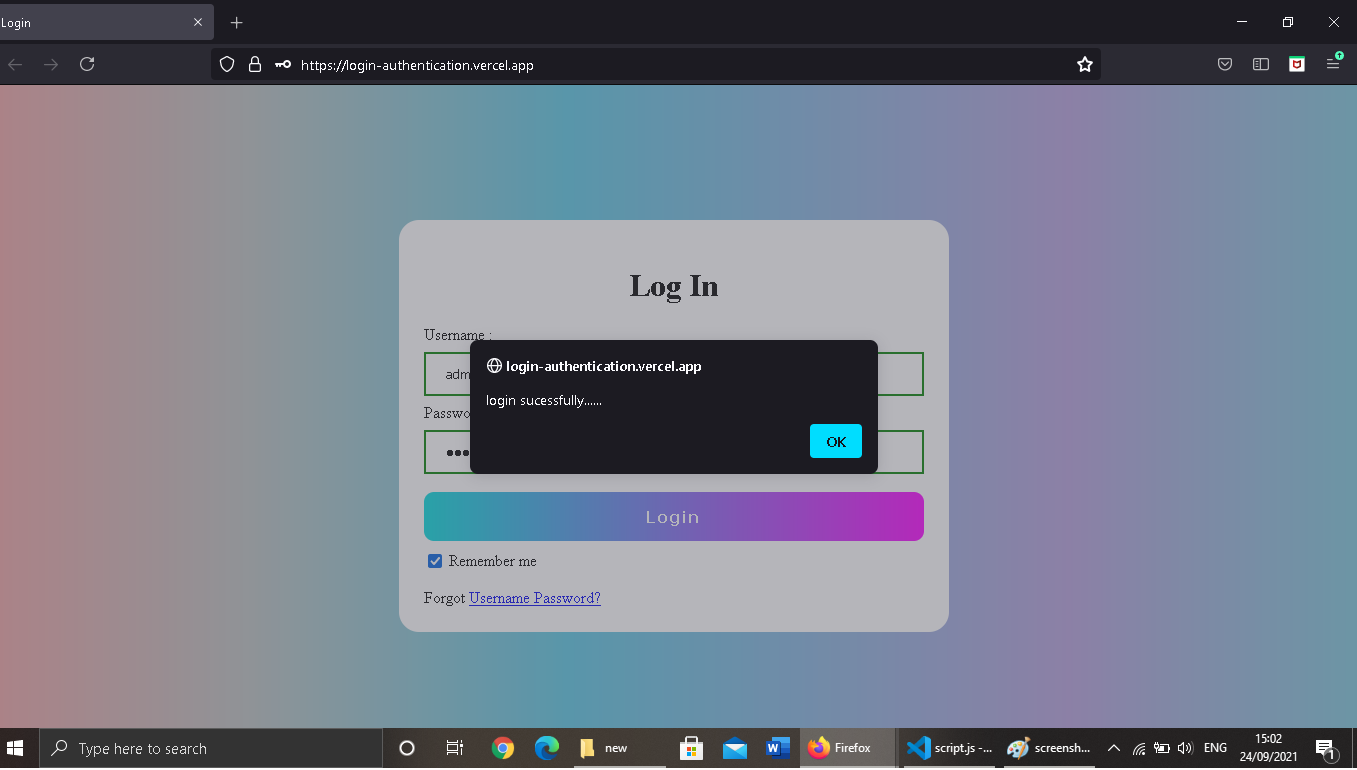 Login
https://login-authentication.vercel.app
Log In
Username :
adm
login-authentication.vercel.app
login sucessfully......
Passwo
OK
Login
Remember me
Forgot Username Password?
Type here to search
new
W
Firefox
script.js -...
screensh...
ENG
15:02
24/09/2021
1